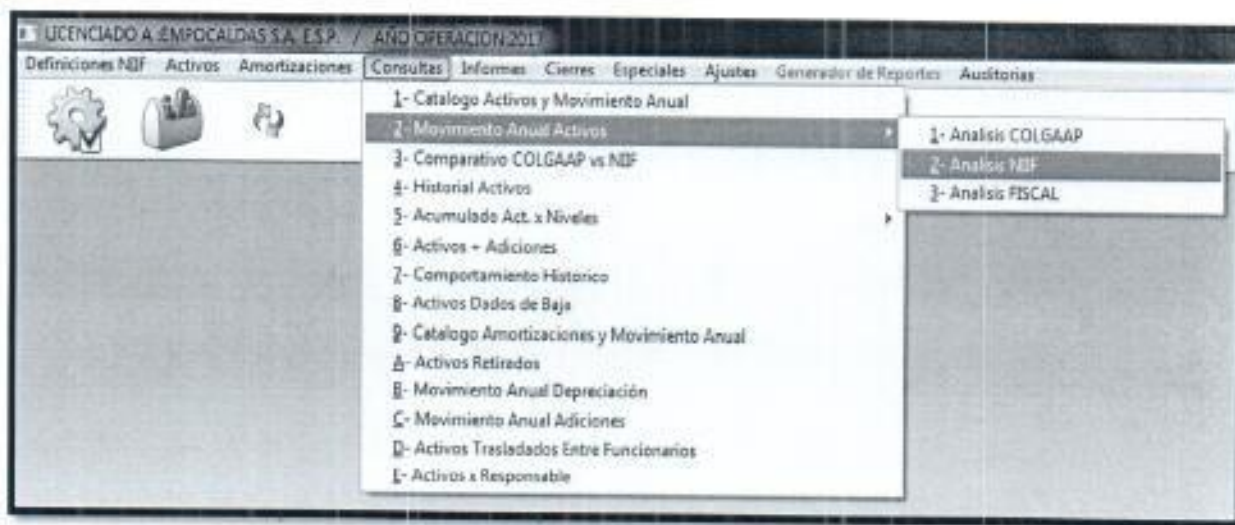 LICENCIADO A :EMPOCALDAS S.A. E.S.P. / AÑO OPERACION 2017
Definiciones NIIF Activos Amortizaciones Consultas Informes Cierres Especiales Ajustes Generador de Reportes Auditorias
1- Catalogo Activos y Movimiento Anual
2- Movimiento Anual Activos
3- Comparativo COLGAAP vs NIIF
4- Historial Activos
5- Acumulado Act. x Niveles
6- Activos + Adiciones
7- Comportamiento Historico
8- Activos Dados de Baja
9- Catalogo Amortizaciones y Movimiento Anual
A- Activos Retirados
B- Movimiento Anual Depreciación
C- Movimiento Anual Adiciones
D- Activos Trasladados Entre Funcionarios
E- Activos x Responsable
1- Analisis COLGAAP
2- Analisis NIIF
3- Analisis FISCAL